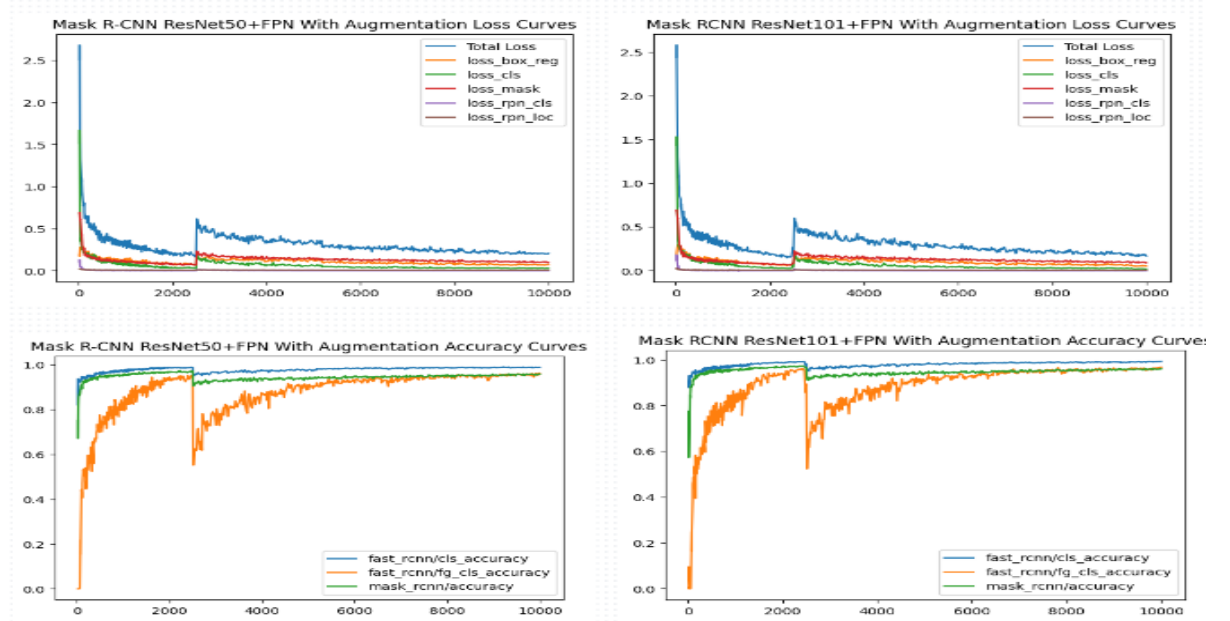 Mask R-CNN ResNet50+FPN With Augmentation Loss Curves
2.5
2.0
1.5
1.0
0.5
0.0
Total Loss
loss_box_reg
loss_cls
loss_mask
loss_rpn_cls
loss_rpn_loc
0 2000 4000 6000 8000 10000
Mask RCNN ResNet101+FPN With Augmentation Loss Curves
2.5
2.0
1.5
1.0
0.5
0.0
Total Loss
loss_box_reg
loss_cls
loss_mask
loss_rpn_cls
loss_rpn_loc
0 2000 4000 6000 8000 10000
Mask R-CNN ResNet50+FPN With Augmentation Accuracy Curves
1.0
0.8
0.6
0.4
0.2
0.0
fast_rcnn/cls_accuracy
fast_rcnn/fg_cls_accuracy
mask_rcnn/accuracy
0 2000 4000 6000 8000 10000
Mask RCNN ResNet101+FPN With Augmentation Accuracy Curves
1.0
0.8
0.6
0.4
0.2
0.0
fast_rcnn/cls_accuracy
fast_rcnn/fg_cls_accuracy
mask_rcnn/accuracy
0 2000 4000 6000 8000 10000